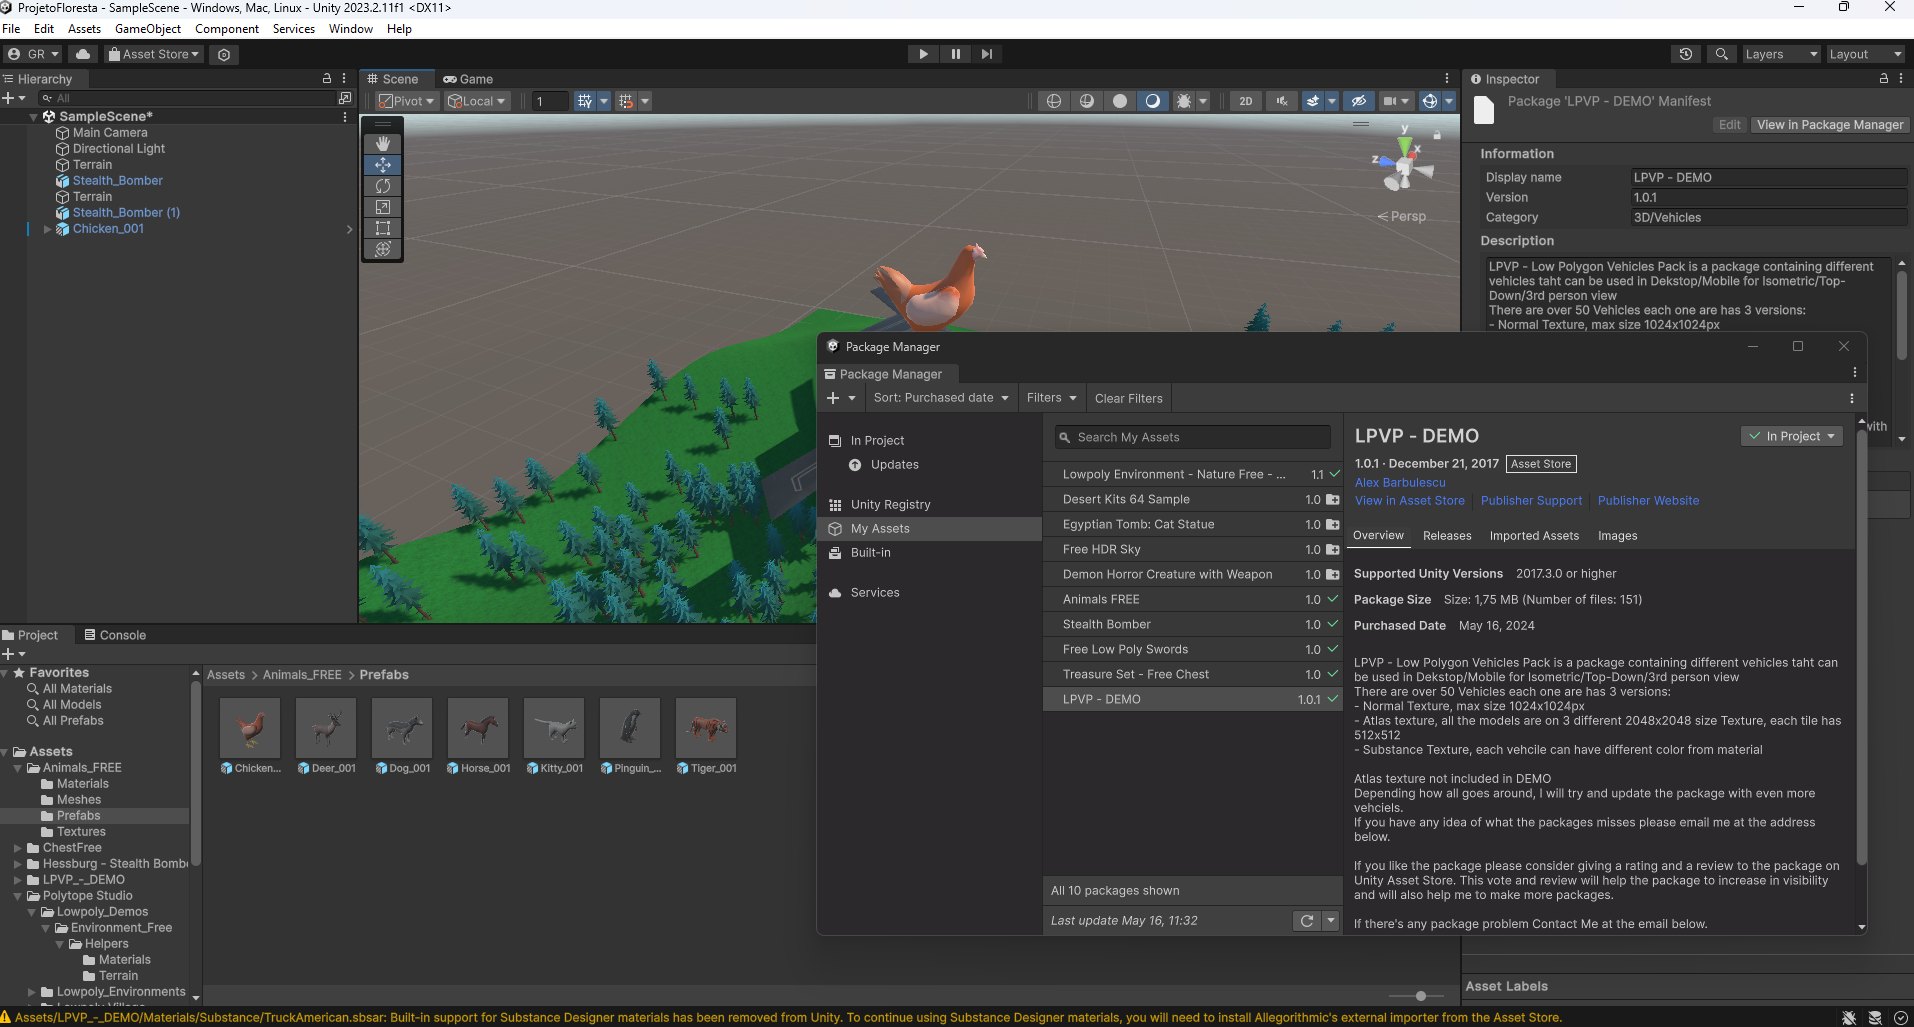 ProjetoFloresta - SampleScene - Windows, Mac, Linux - Unity 2023.2.11f1 <DX11>
File Edit Assets GameObject Component Services Window Help
GR Asset Store Layers Layout
Hierarchy
All
SampleScene*
Main Camera
Directional Light
Terrain
Stealth_Bomber
Terrain
Stealth_Bomber (1)
Chicken_001
Scene Game
Pivot Local 1 2D
y
x
z
Persp
Inspector
Package 'LPVP - DEMO' Manifest
Edit View in Package Manager
Information
Display name LPVP - DEMO
Version 1.0.1
Category 3D/Vehicles
Description
LPVP - Low Polygon Vehicles Pack is a package containing different
vehicles taht can be used in Dekstop/Mobile for Isometric/Top-
Down/3rd person view
There are over 50 Vehicles each one are has 3 versions:
- Normal Texture, max size 1024x1024px
with
Asset Labels
Package Manager
Package Manager
Sort: Purchased date Filters Clear Filters
In Project
Updates
Unity Registry
My Assets
Built-in
Services
Search My Assets
Lowpoly Environment - Nature Free - ... 1.1
Desert Kits 64 Sample 1.0
Egyptian Tomb: Cat Statue 1.0
Free HDR Sky 1.0
Demon Horror Creature with Weapon 1.0
Animals FREE 1.0
Stealth Bomber 1.0
Free Low Poly Swords 1.0
Treasure Set - Free Chest 1.0
LPVP - DEMO 1.0.1
All 10 packages shown
Last update May 16, 11:32
LPVP - DEMO In Project
1.0.1 · December 21, 2017 Asset Store
Alex Barbulescu
View in Asset Store Publisher Support Publisher Website
Overview Releases Imported Assets Images
Supported Unity Versions 2017.3.0 or higher
Package Size Size: 1,75 MB (Number of files: 151)
Purchased Date May 16, 2024
LPVP - Low Polygon Vehicles Pack is a package containing different vehicles taht can
be used in Dekstop/Mobile for Isometric/Top-Down/3rd person view
There are over 50 Vehicles each one are has 3 versions:
- Normal Texture, max size 1024x1024px
- Atlas texture, all the models are on 3 different 2048x2048 size Texture, each tile has
512x512
- Substance Texture, each vehcile can have different color from material
Atlas texture not included in DEMO
Depending how all goes around, I will try and update the package with even more
vehciels.
If you have any idea of what the packages misses please email me at the address
below.
If you like the package please consider giving a rating and a review to the package on
Unity Asset Store. This vote and review will help the package to increase in visibility
and will also help me to make more packages.
If there's any package problem Contact Me at the email below.
Project Console
Favorites
All Materials
All Models
All Prefabs
Assets
Animals_FREE
Materials
Meshes
Prefabs
Textures
ChestFree
Hessburg - Stealth Bombe
LPVP_-_DEMO
Polytope Studio
Lowpoly_Demos
Environment_Free
Helpers
Materials
Terrain
Lowpoly_Environments
Assets > Animals_FREE > Prefabs
Chicken... Deer_001 Dog_001 Horse_001 Kitty_001 Pinguin_... Tiger_001
Assets/LPVP_-_DEMO/Materials/Substance/TruckAmerican.sbsar: Built-in support for Substance Designer materials has been removed from Unity. To continue using Substance Designer materials, you will need to install Allegorithmic's external importer from the Asset Store.